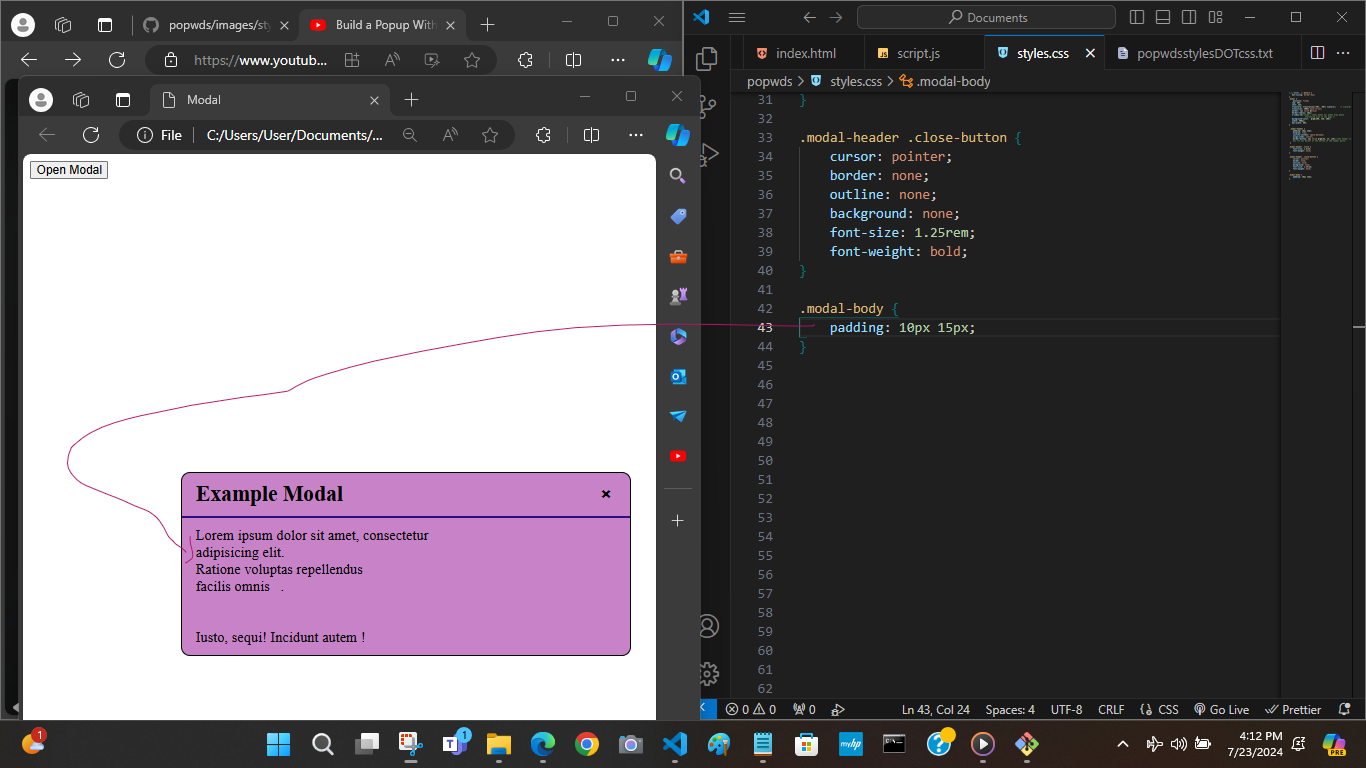 popwds/images/sty
Build a Popup With
https://www.youtub...
Modal
File
C:/Users/User/Documents/...
Open Modal
Example Modal
×
Lorem ipsum dolor sit amet, consectetur
adipisicing elit.
Ratione voluptas repellendus
facilis omnis .
Iusto, sequi! Incidunt autem !
Documents
index.html
script.js
styles.css
popwdsstylesDOTcss.txt
popwds > styles.css > .modal-body
31 }
32
33 .modal-header .close-button {
34 cursor: pointer;
35 border: none;
36 outline: none;
37 background: none;
38 font-size: 1.25rem;
39 font-weight: bold;
40 }
41
42 .modal-body {
43 padding: 10px 15px;
44 }
45
46
47
48
49
50
51
52
53
54
55
56
57
58
59
60
61
62
0 0 0 Ln 43, Col 24 Spaces: 4 UTF-8 CRLF CSS Go Live Prettier
1
1
myhp
PRE
4:12 PM
7/23/2024